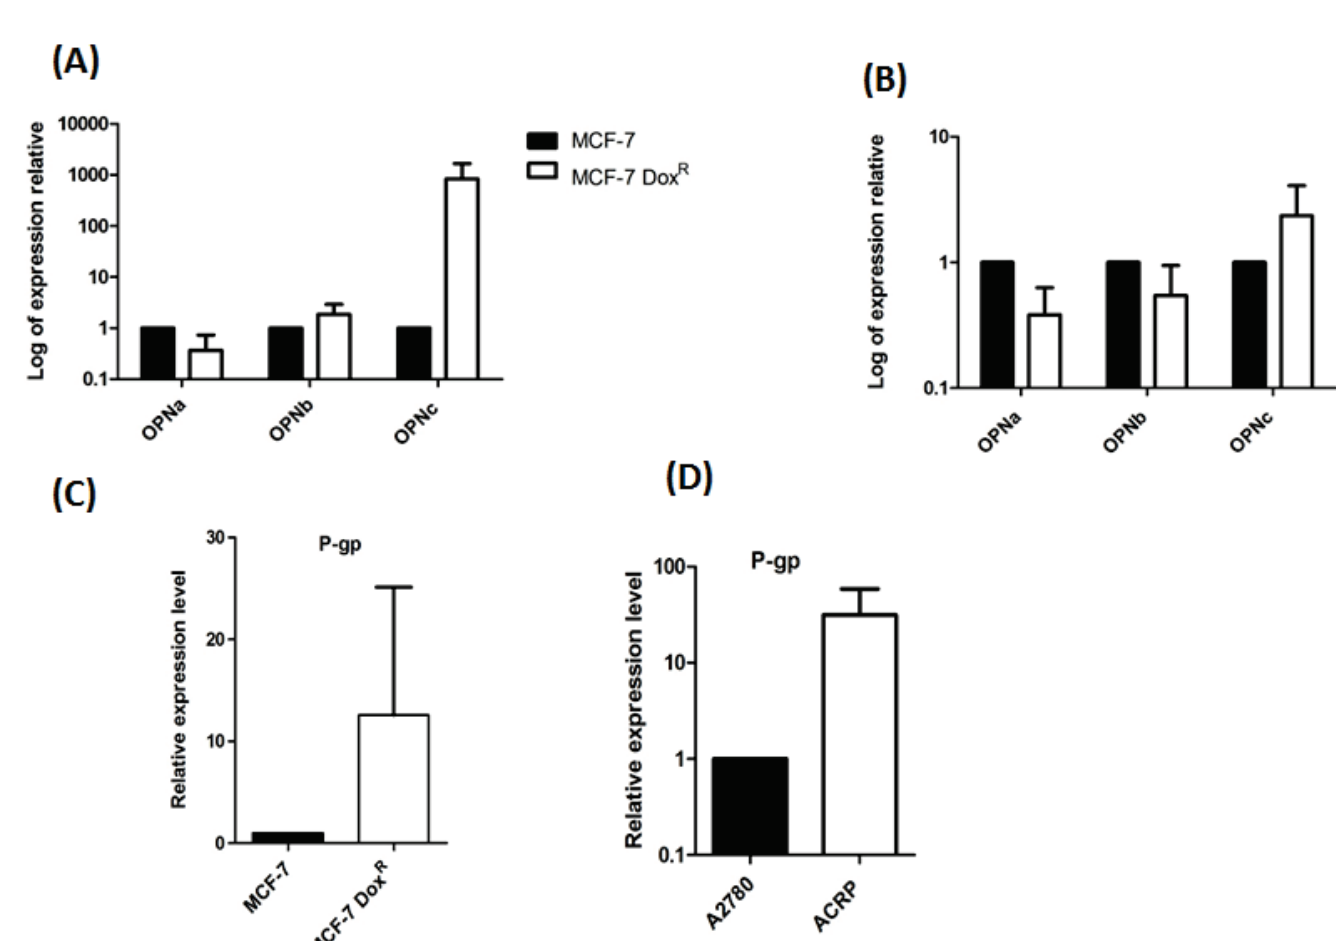 (A)
Log of expression relative
10000
1000
100
10
1
0.1
OPNa
OPNb
OPNc
MCF-7
MCF-7 Dox^R
(B)
Log of expression relative
10
1
0.1
OPNa
OPNb
OPNc
(C)
P-gp
Relative expression level
30
20
10
0
MCF-7
MCF-7 Dox^R
(D)
P-gp
Relative expression level
100
10
1
0.1
A2780
ACRP